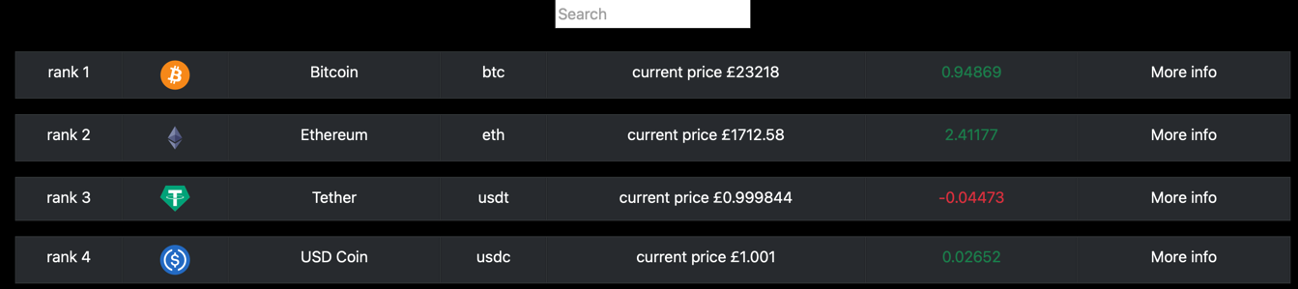 Search
rank 1 Bitcoin btc current price £23218 0.94869 More info
rank 2 Ethereum eth current price £1712.58 2.41177 More info
rank 3 Tether usdt current price £0.999844 -0.04473 More info
rank 4 USD Coin usdc current price £1.001 0.02652 More info